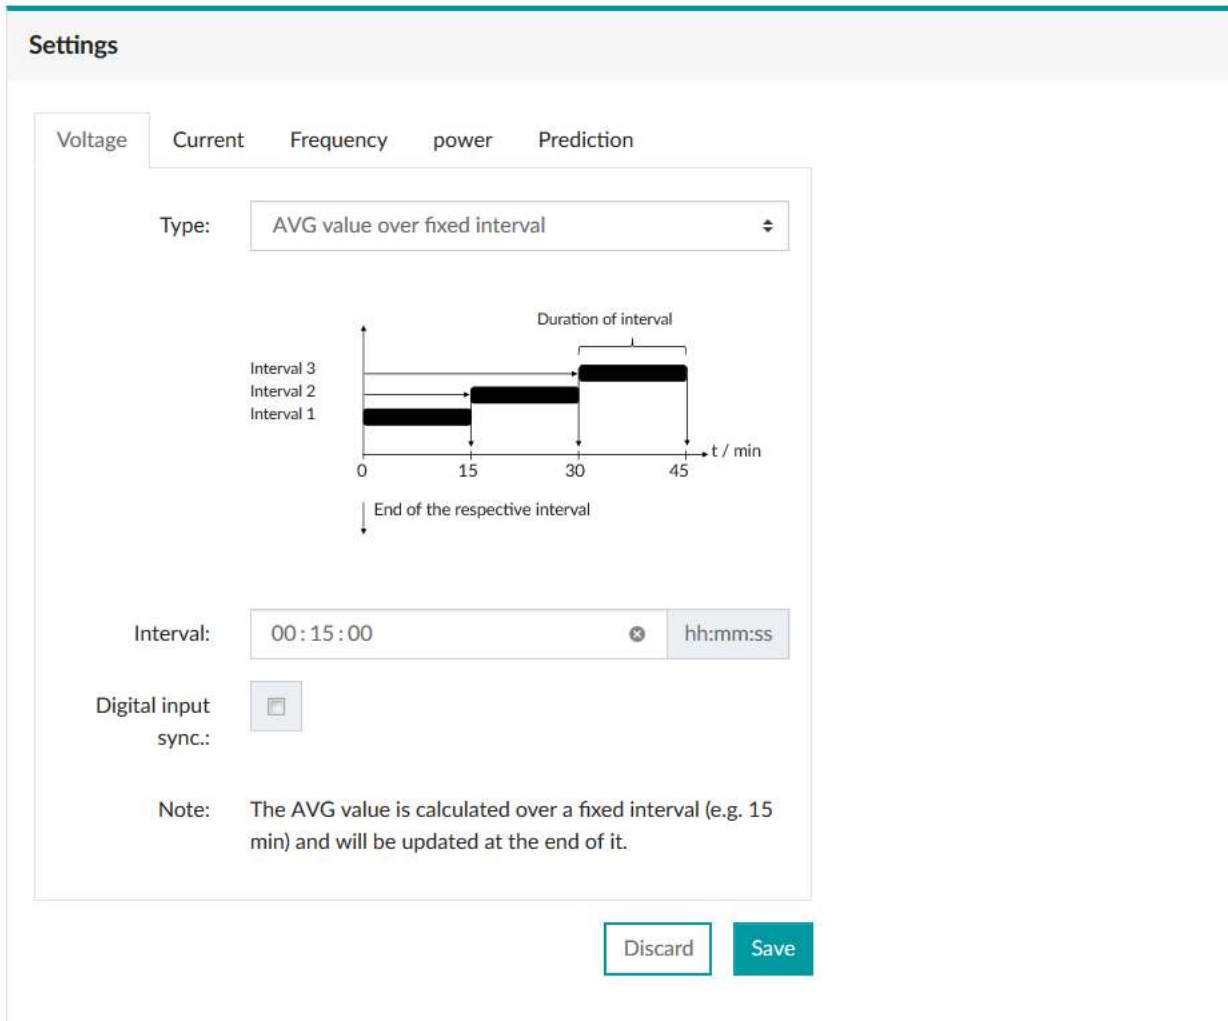 Settings
Voltage Current Frequency power Prediction
Type: AVG value over fixed interval
Duration of interval
Interval 3
Interval 2
Interval 1
t / min
0 15 30 45
End of the respective interval
Interval: 00:15:00 hh:mm:ss
Digital input
sync.:
Note: The AVG value is calculated over a fixed interval (e.g. 15
min) and will be updated at the end of it.
Discard Save